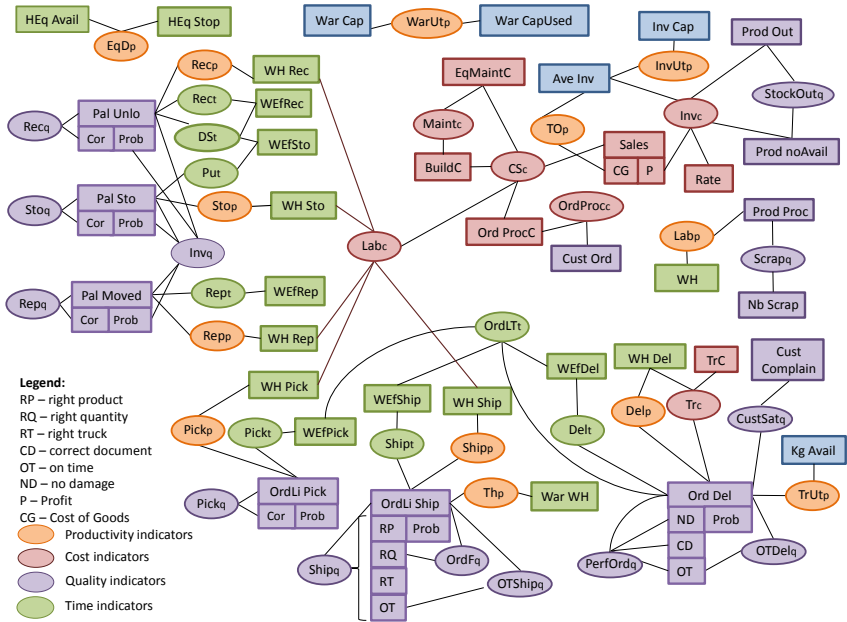 HEq Avail
HEq Stop
EqDp
War Cap
WarUtp
War CapUsed
Inv Cap
Prod Out
Recp
WH Rec
EqMaintC
Ave Inv
InvUtp
StockOutq
Rect
WEfRec
Pal Unlo
Cor
Prob
Recq
DSt
WEfSto
Maintc
TOp
Invc
Sales
CG
P
Prod noAvail
Put
BuildC
CSc
Rate
Pal Sto
Cor
Prob
Stoq
Stop
WH Sto
OrdProcc
Ord ProcC
Cust Ord
Labp
Prod Proc
Invq
Labc
Scrapq
WH
Nb Scrap
Repq
Pal Moved
Cor
Prob
Rept
WEfRep
Repp
WH Rep
OrdLTt
WH Del
TrC
Cust
Complain
WEfDel
WH Pick
WEfShip
WH Ship
Delp
Trc
CustSatq
Legend:
RP – right product
RQ – right quantity
RT – right truck
CD – correct document
OT – on time
ND – no damage
P – Profit
CG – Cost of Goods
Productivity indicators
Cost indicators
Quality indicators
Time indicators
Pickp
Pickt
WEfPick
Shipt
Shipp
Delt
Kg Avail
Pickq
OrdLi Pick
Cor
Prob
OrdLi Ship
RP
Prob
RQ
RT
OT
Thp
War WH
Ord Del
ND
Prob
CD
OT
TrUtp
Shipq
OrdFq
OTShipq
PerfOrdq
OTDelq